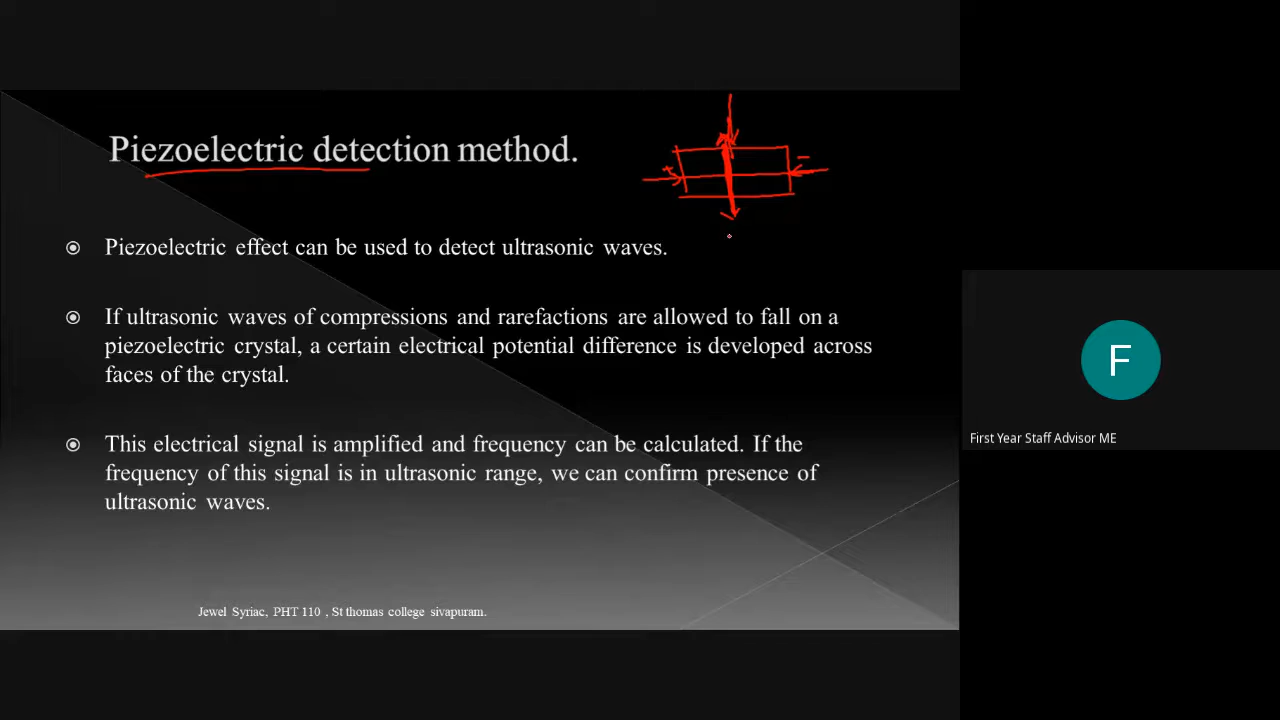 Piezoelectric detection method.
+ -
Piezoelectric effect can be used to detect ultrasonic waves.
If ultrasonic waves of compressions and rarefactions are allowed to fall on a
piezoelectric crystal, a certain electrical potential difference is developed across
faces of the crystal.
This electrical signal is amplified and frequency can be calculated. If the
frequency of this signal is in ultrasonic range, we can confirm presence of
ultrasonic waves.
Jewel Syriac, PHT 110 , St thomas college sivapuram.
F
First Year Staff Advisor ME